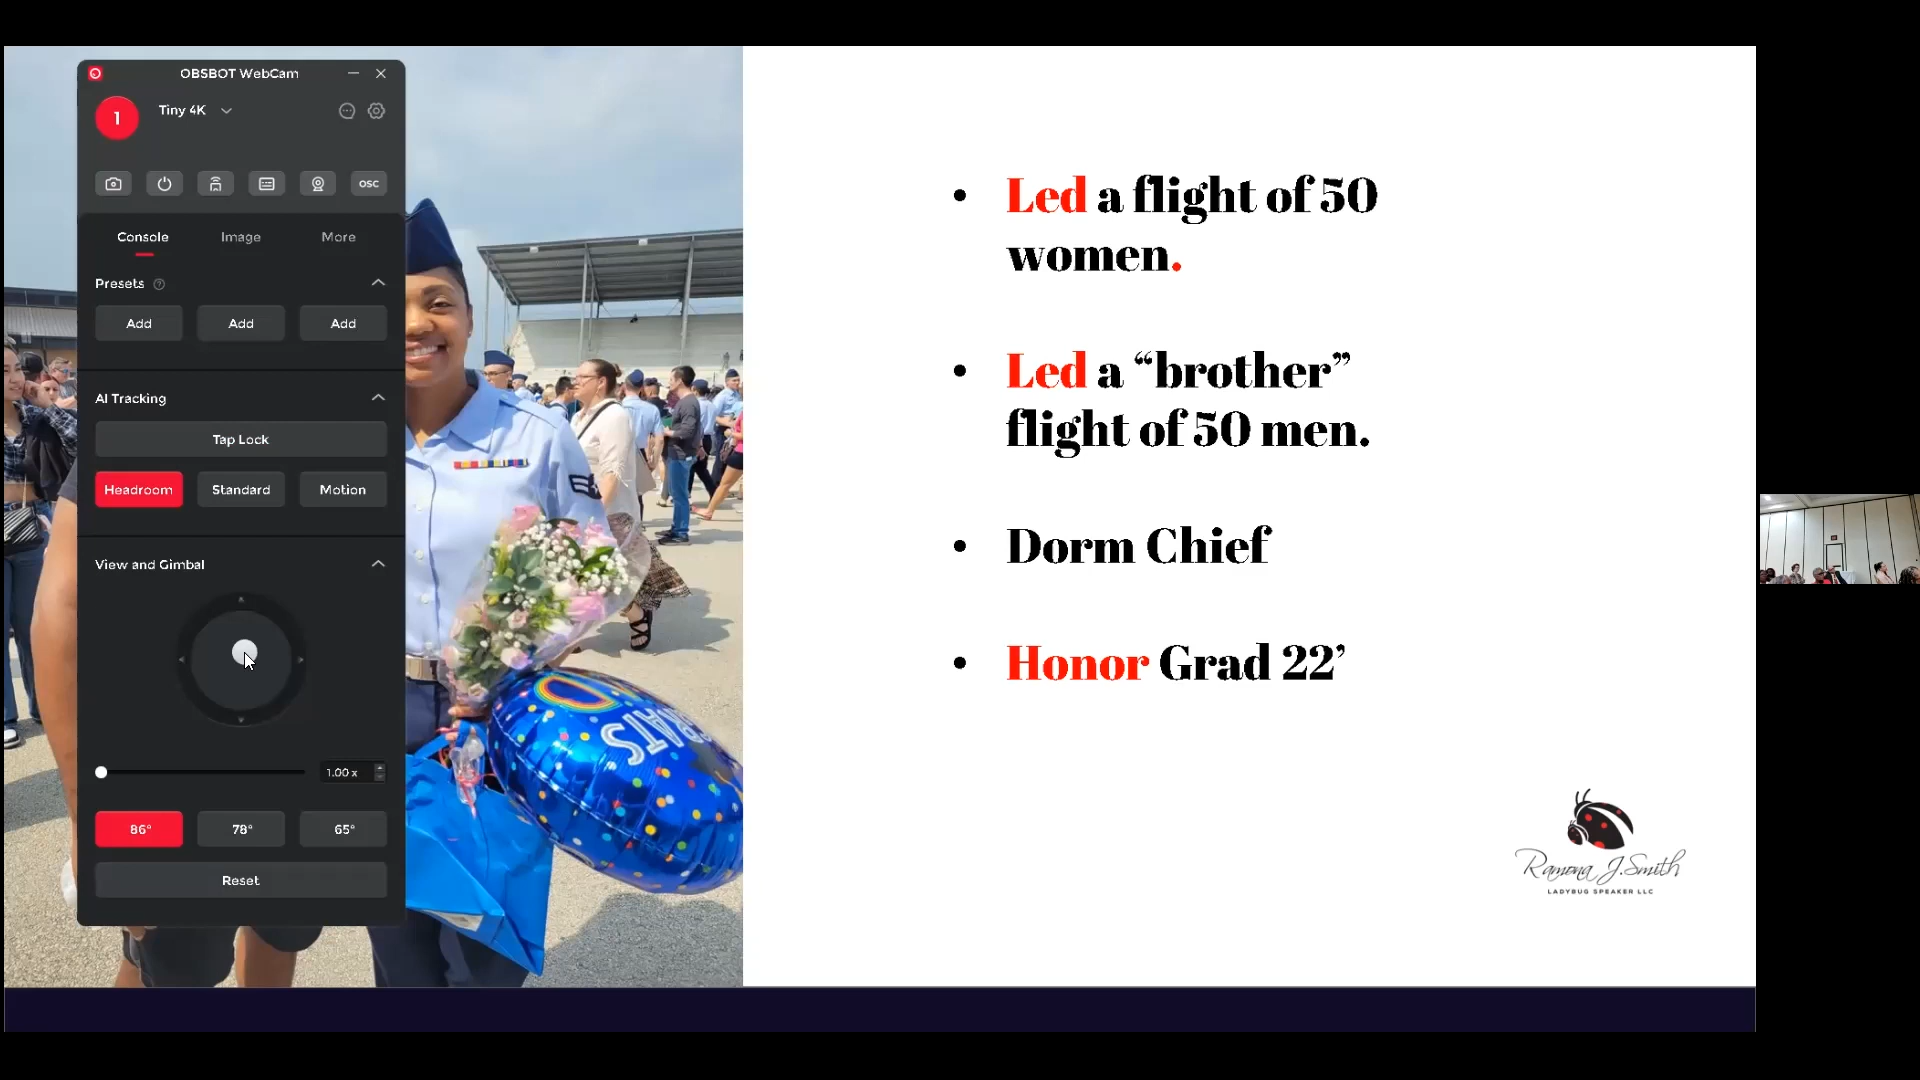 OBSBOT WebCam
1
Tiny 4K
OSC
Console Image More
Presets
Add Add Add
AI Tracking
Tap Lock
Headroom Standard Motion
View and Gimbal
1.00 x
86° 78° 65°
Reset
• Led a flight of 50
women.
• Led a “brother”
flight of 50 men.
• Dorm Chief
• Honor Grad 22’
Ramona J. Smith
LADYBUG SPEAKER LLC